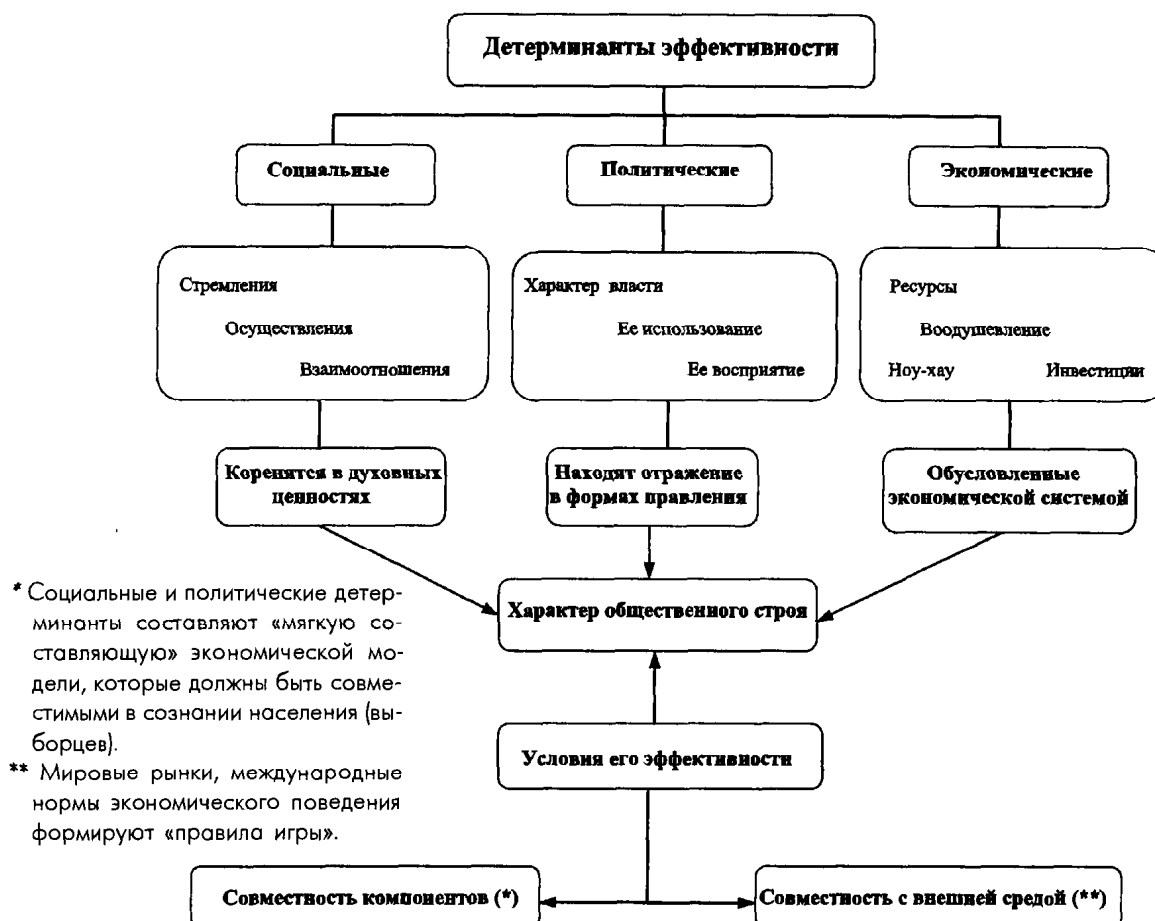 Детерминанты эффективности
Социальные
Политические
Экономические
Стремления
Осуществления
Взаимоотношения
Характер власти
Ее использование
Ее восприятие
Ресурсы
Воодушевление
Ноу-хау
Инвестиции
Коренятся в духовных
ценностях
Находят отражение
в формах правления
Обусловленные
экономической системой
Характер общественного строя
* Социальные и политические детер-
минанты составляют «мягкую со-
ставляющую» экономической мо-
дели, которые должны быть совме-
стимыми в сознании населения (вы-
борцев).
** Мировые рынки, международные
нормы экономического поведения
формируют «правила игры».
Условия его эффективности
Совместность компонентов (*)
Совместность с внешней средой (**)